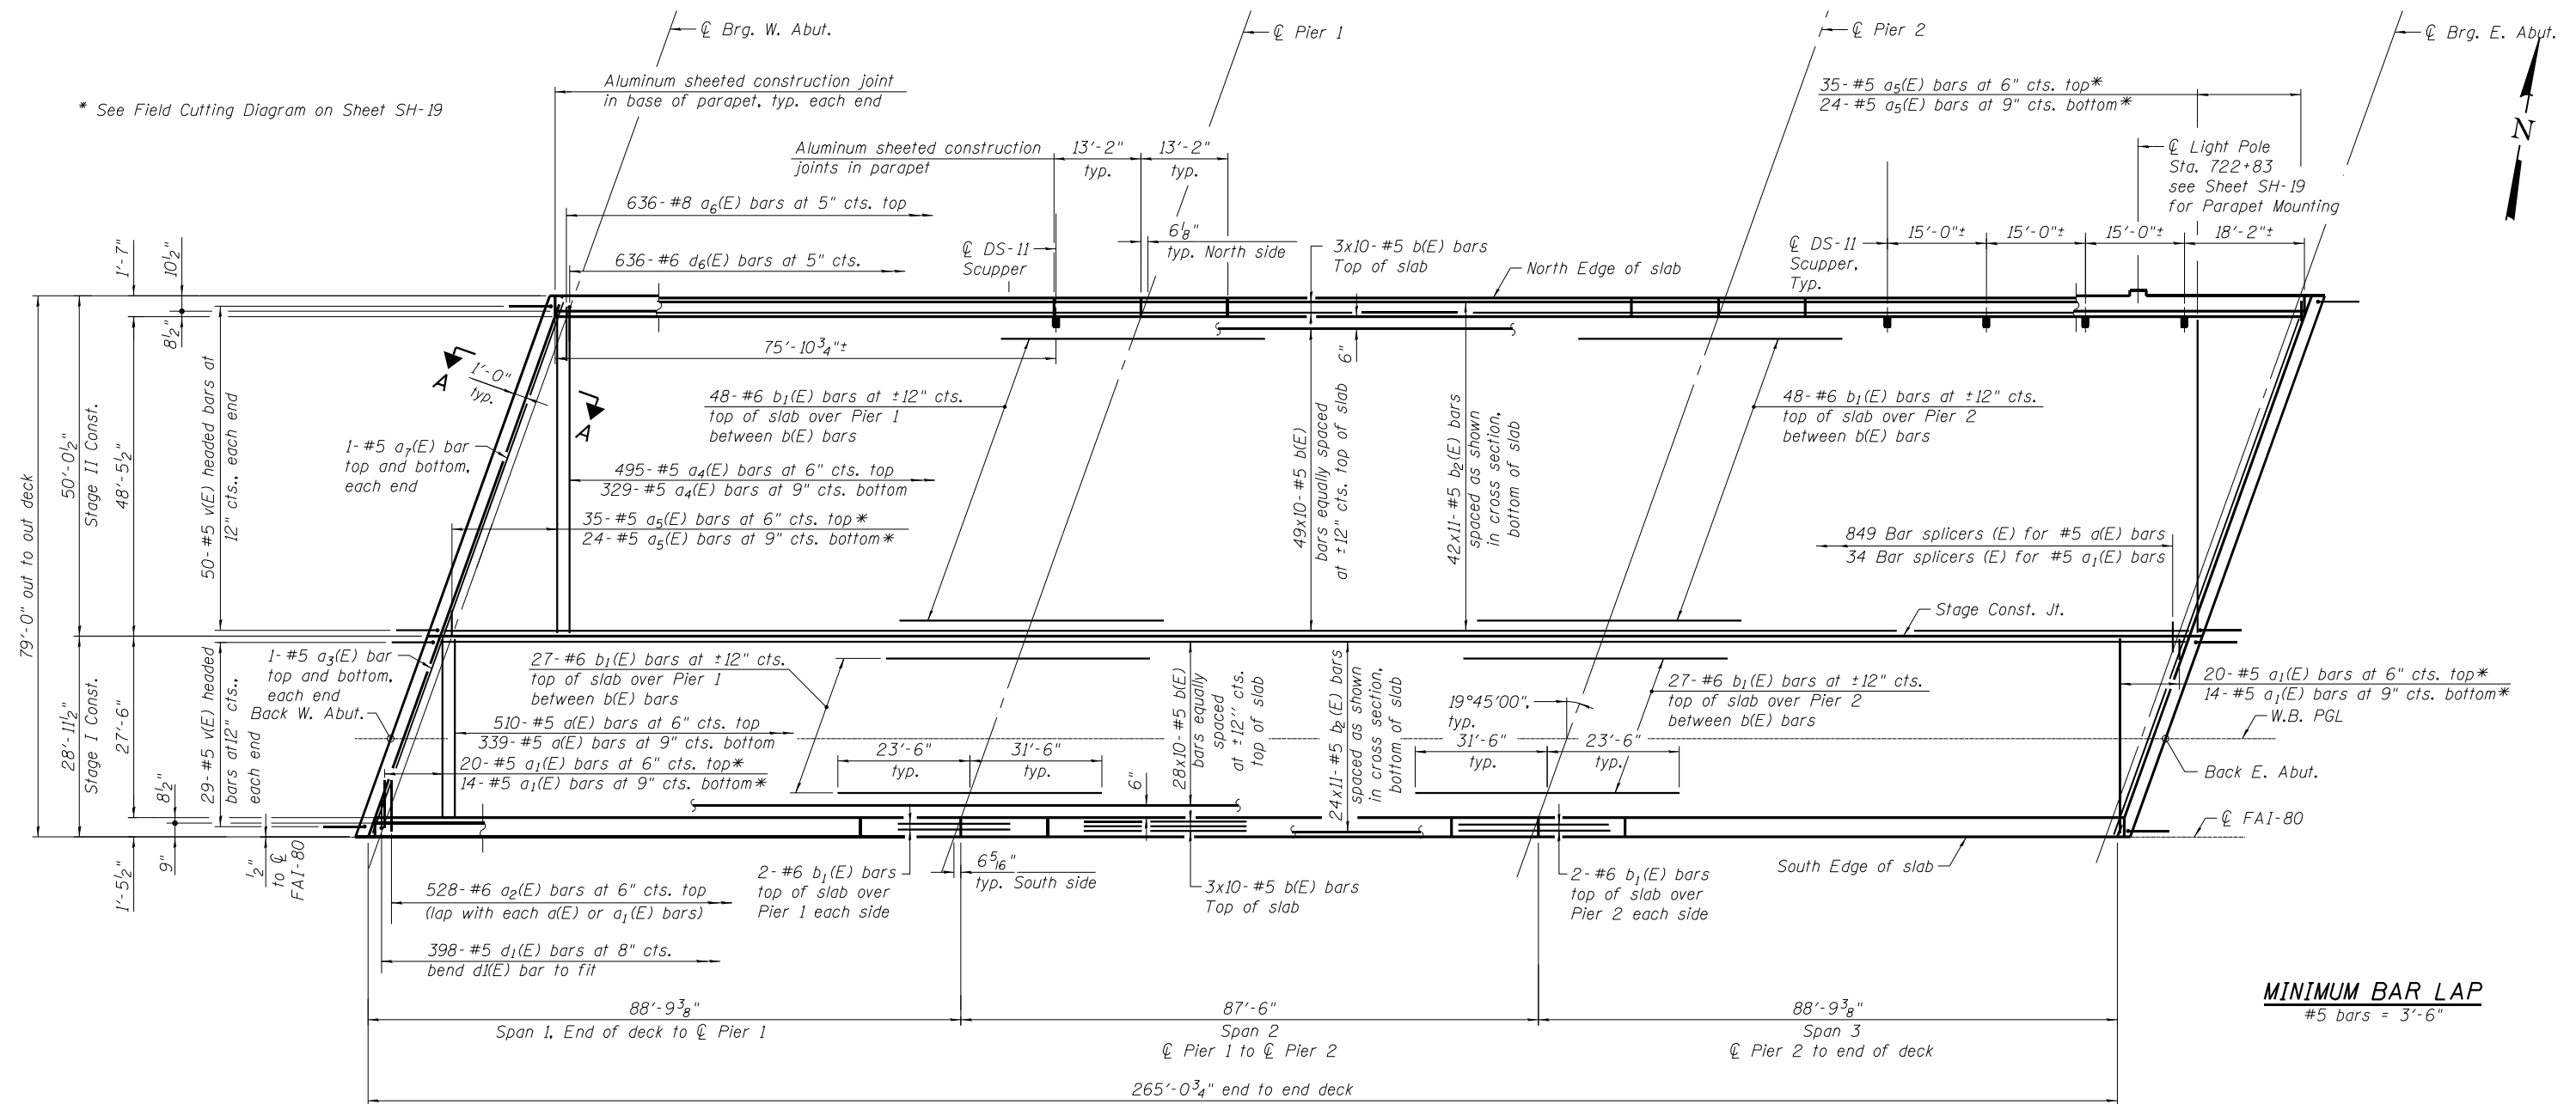 ℄ Brg. W. Abut.
℄ Pier 1
℄ Pier 2
℄ Brg. E. Abut.
* See Field Cutting Diagram on Sheet SH-19
Aluminum sheeted construction joint
in base of parapet, typ. each end
35-#5 a5(E) bars at 6" cts. top*
24-#5 a5(E) bars at 9" cts. bottom*
N
Aluminum sheeted construction
joints in parapet
13'-2"
typ.
13'-2"
typ.
℄ Light Pole
Sta. 722+83
see Sheet SH-19
for Parapet Mounting
636-#8 a6(E) bars at 5" cts. top
6 1/8"
typ. North side
℄ DS-11
Scupper
3x10-#5 b(E) bars
Top of slab
North Edge of slab
℄ DS-11
Scupper,
Typ.
15'-0"±
15'-0"±
15'-0"±
18'-2"±
636-#6 d6(E) bars at 5" cts.
1'-7"
10 1/2"
8 1/2"
79'-0" out to out deck
50'-0 1/2"
Stage II Const.
48'-5 1/2"
50-#5 v(E) headed bars at
12" cts., each end
A
A
1'-0"
typ.
75'-10 3/4"±
6"
48-#6 b1(E) bars at ±12" cts.
top of slab over Pier 1
between b(E) bars
49x10-#5 b(E)
bars equally spaced
at ±12" cts. top of slab
42x11-#5 b2(E) bars
spaced as shown
in cross section,
bottom of slab
48-#6 b1(E) bars at ±12" cts.
top of slab over Pier 2
between b(E) bars
1-#5 a7(E) bar
top and bottom,
each end
495-#5 a4(E) bars at 6" cts. top
329-#5 a4(E) bars at 9" cts. bottom
35-#5 a5(E) bars at 6" cts. top*
24-#5 a5(E) bars at 9" cts. bottom*
849 Bar splicers (E) for #5 a(E) bars
34 Bar splicers (E) for #5 a1(E) bars
Stage Const. Jt.
28'-11 1/2"
Stage I Const.
27'-6"
29-#5 v(E) headed
bars at12" cts.,
each end
1-#5 a3(E) bar
top and bottom,
each end
Back W. Abut.
27-#6 b1(E) bars at ±12" cts.
top of slab over Pier 1
between b(E) bars
510-#5 a(E) bars at 6" cts. top
339-#5 a(E) bars at 9" cts. bottom
20-#5 a1(E) bars at 6" cts. top*
14-#5 a1(E) bars at 9" cts. bottom*
23'-6"
typ.
31'-6"
typ.
6"
28x10-#5 b(E)
bars equally
spaced
at ±12'' cts.
top of slab
24x11-#5 b2(E) bars
spaced as shown
in cross section,
bottom of slab
19°45'00",
typ.
31'-6"
typ.
23'-6"
typ.
27-#6 b1(E) bars at ±12" cts.
top of slab over Pier 2
between b(E) bars
20-#5 a1(E) bars at 6" cts. top*
14-#5 a1(E) bars at 9" cts. bottom*
W.B. PGL
Back E. Abut.
℄ FAI-80
8 1/2"
9"
1'-5 1/2"
1/2"
to ℄
FAI-80
528-#6 a2(E) bars at 6" cts. top
(lap with each a(E) or a1(E) bars)
398-#5 d1(E) bars at 8" cts.
bend d1(E) bar to fit
2-#6 b1(E) bars
top of slab over
Pier 1 each side
6 5/16"
typ. South side
3x10-#5 b(E) bars
Top of slab
2-#6 b1(E) bars
top of slab over
Pier 2 each side
South Edge of slab
88'-9 3/8"
Span 1, End of deck to ℄ Pier 1
87'-6"
Span 2
℄ Pier 1 to ℄ Pier 2
88'-9 3/8"
Span 3
℄ Pier 2 to end of deck
265'-0 3/4" end to end deck
MINIMUM BAR LAP
#5 bars = 3'-6"